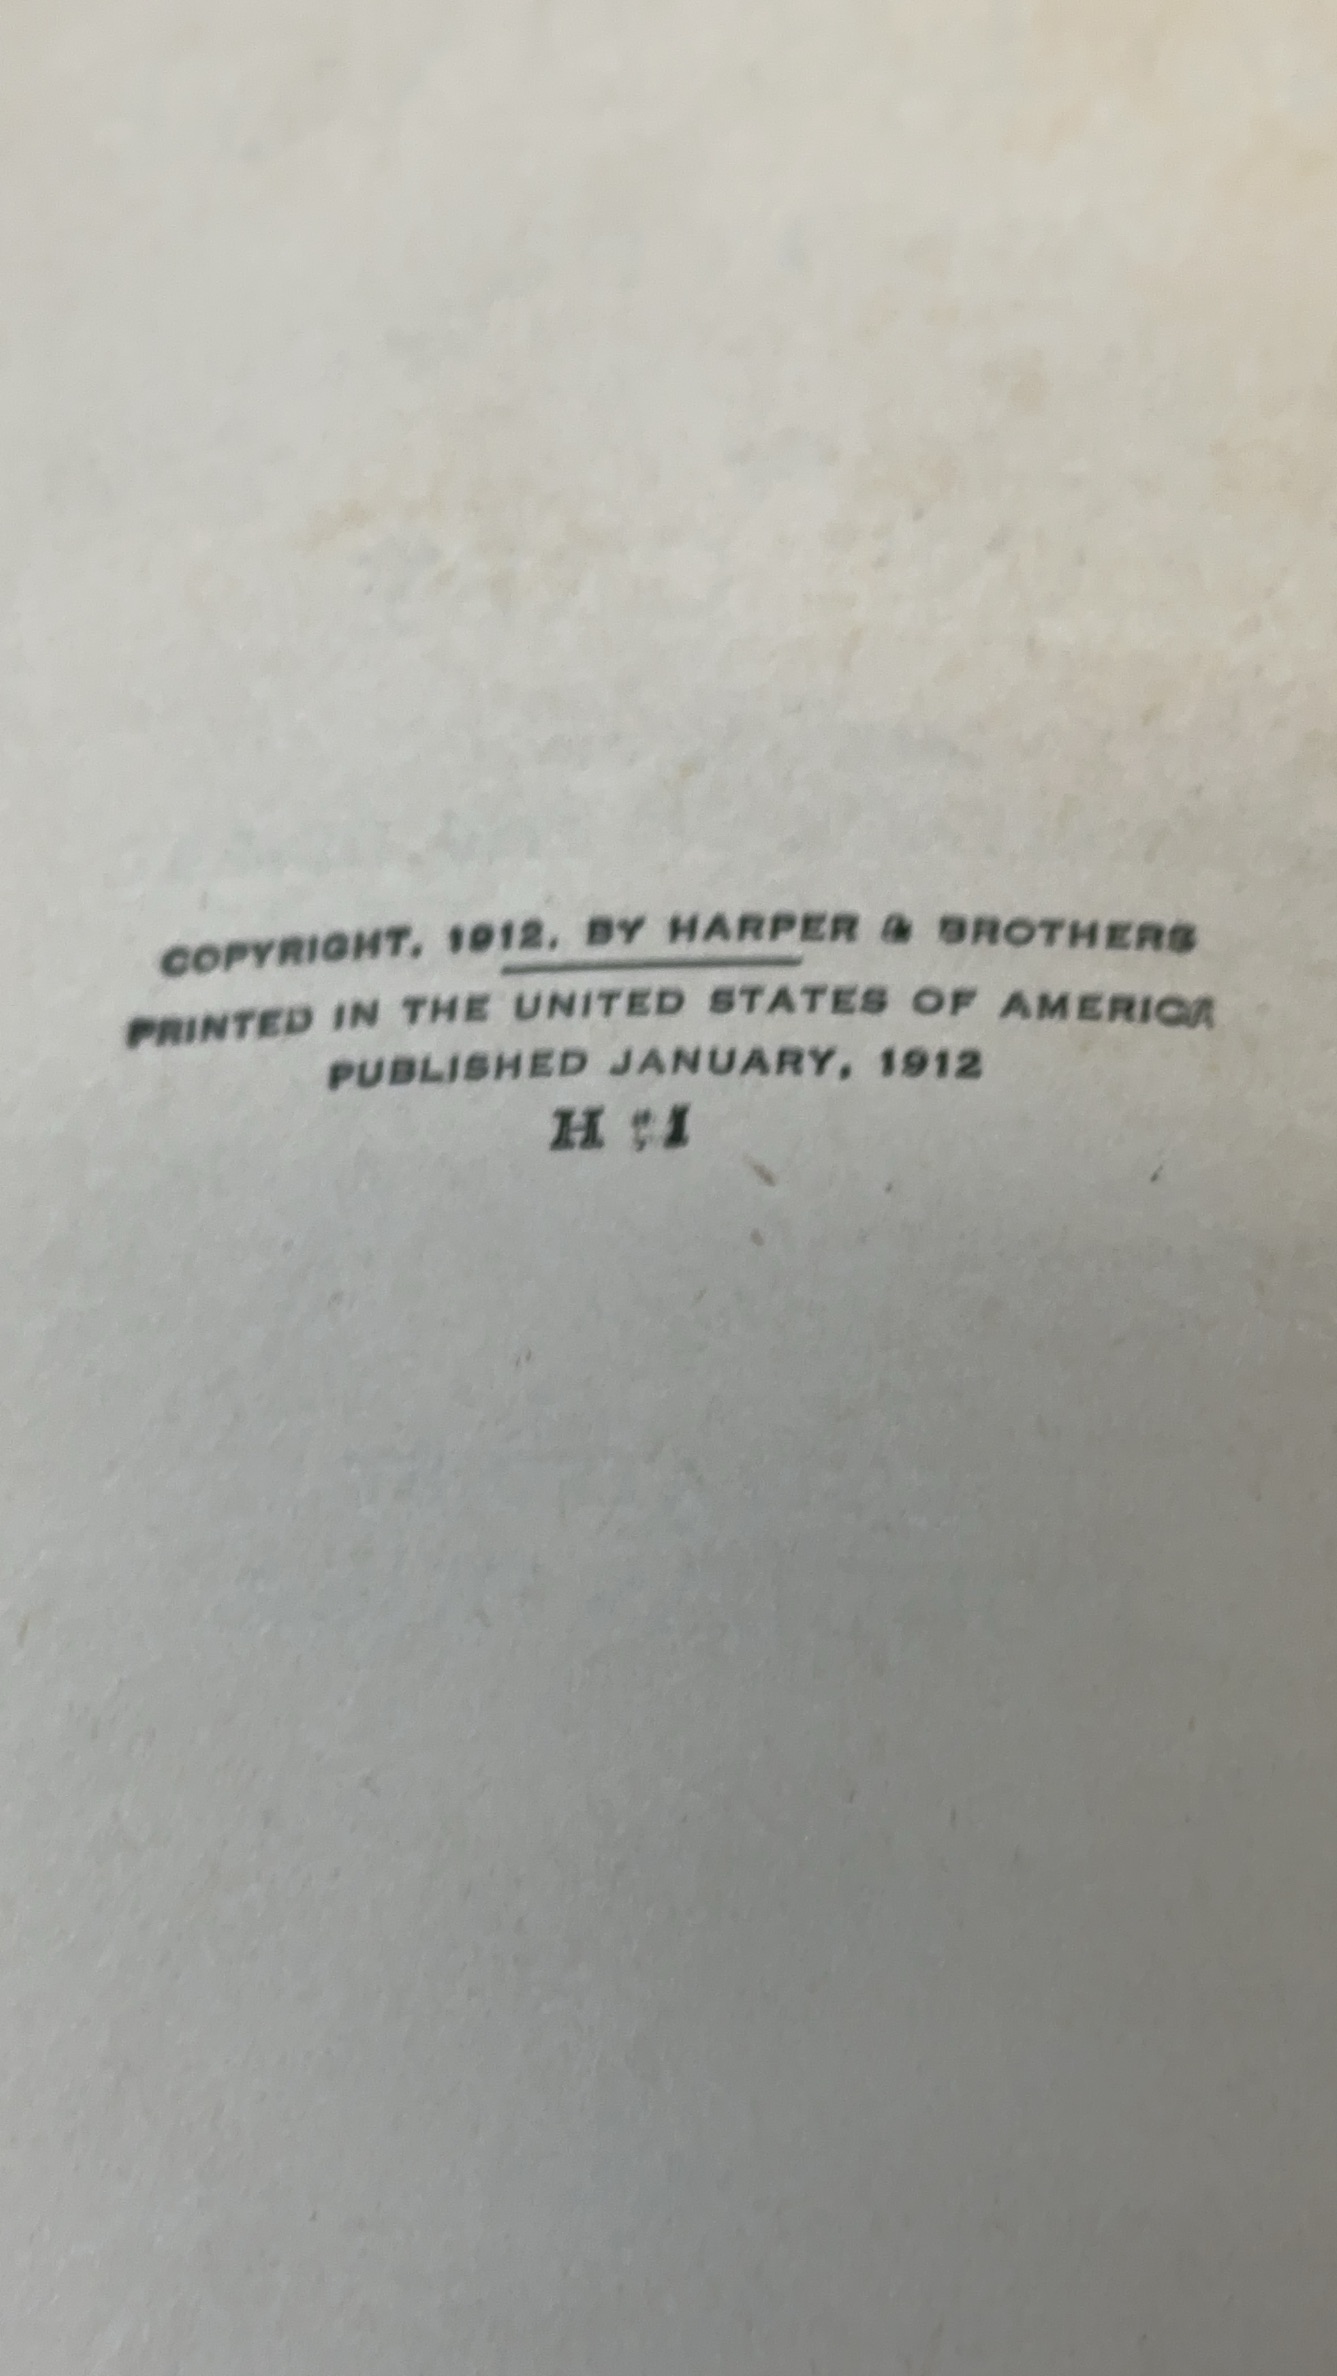 COPYRIGHT, 1912, BY HARPER & BROTHERS
PRINTED IN THE UNITED STATES OF AMERICA
PUBLISHED JANUARY, 1912
H-I